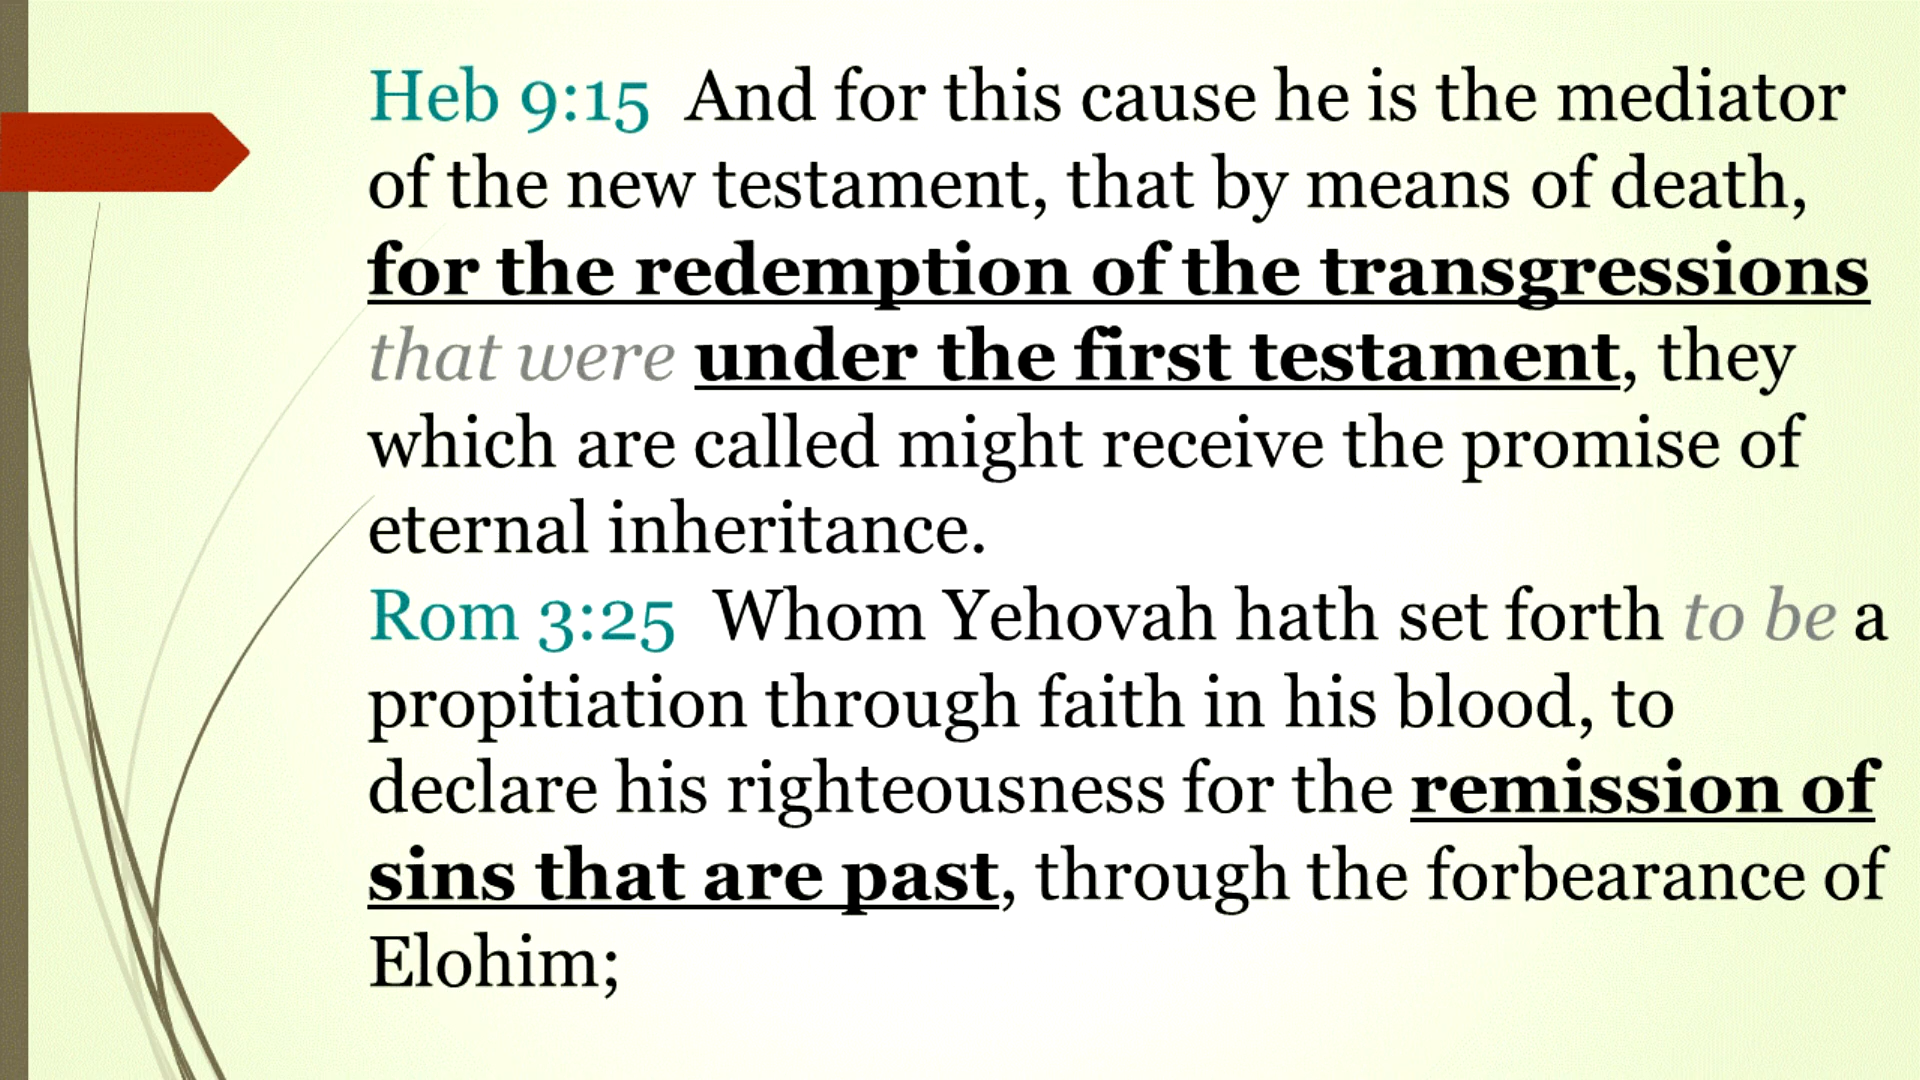 Heb 9:15  And for this cause he is the mediator
of the new testament, that by means of death,
for the redemption of the transgressions
that were under the first testament, they
which are called might receive the promise of
eternal inheritance.
Rom 3:25  Whom Yehovah hath set forth to be a
propitiation through faith in his blood, to
declare his righteousness for the remission of
sins that are past, through the forbearance of
Elohim;